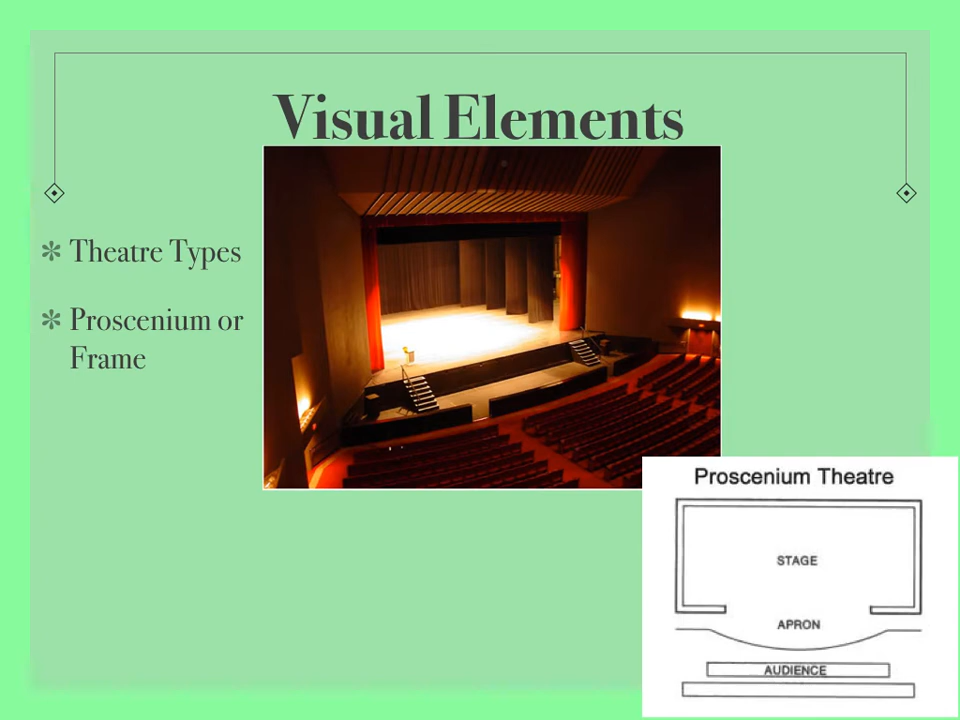 Visual Elements
Theatre Types
Proscenium or
Frame
Proscenium Theatre
STAGE
APRON
AUDIENCE